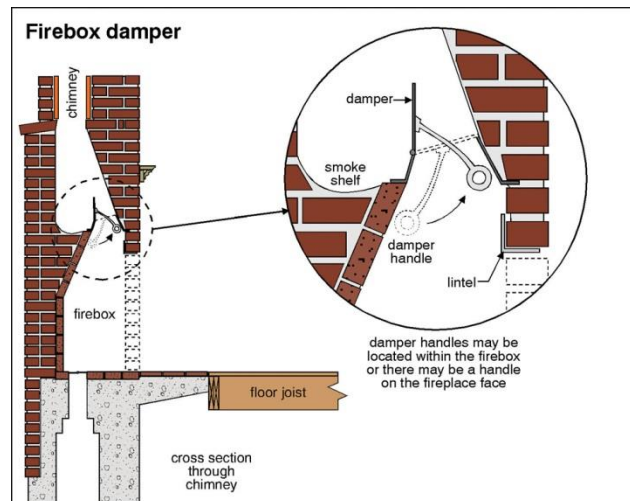 Firebox damper
chimney
damper
smoke
shelf
damper
handle
lintel
firebox
damper handles may be
located within the firebox
or there may be a handle
on the fireplace face
floor joist
cross section
through
chimney